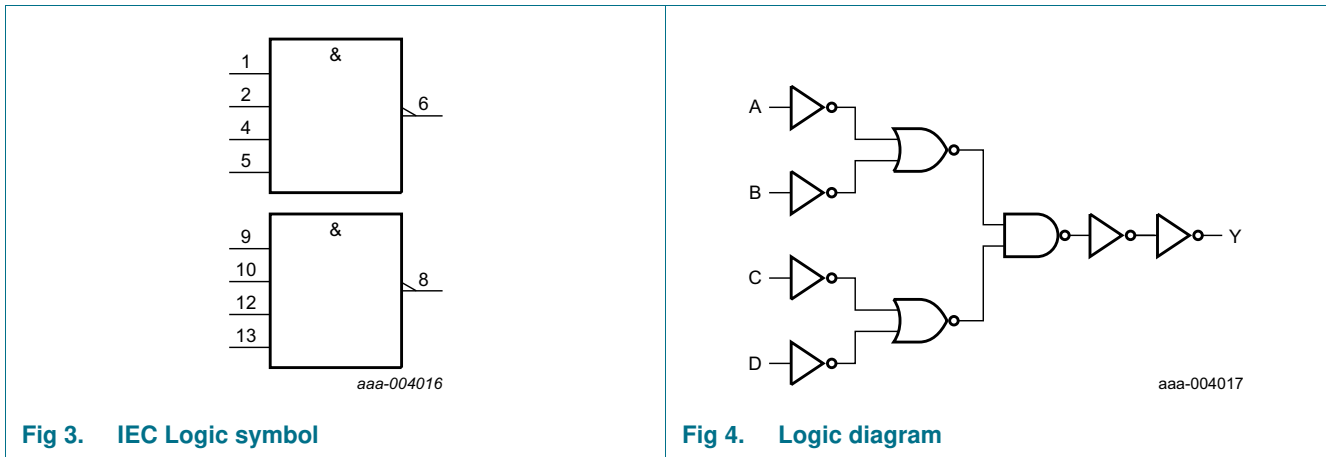 &
1
2
4
5
6
&
9
10
12
13
8
aaa-004016
Fig 3. IEC Logic symbol
A
B
C
D
Y
aaa-004017
Fig 4. Logic diagram